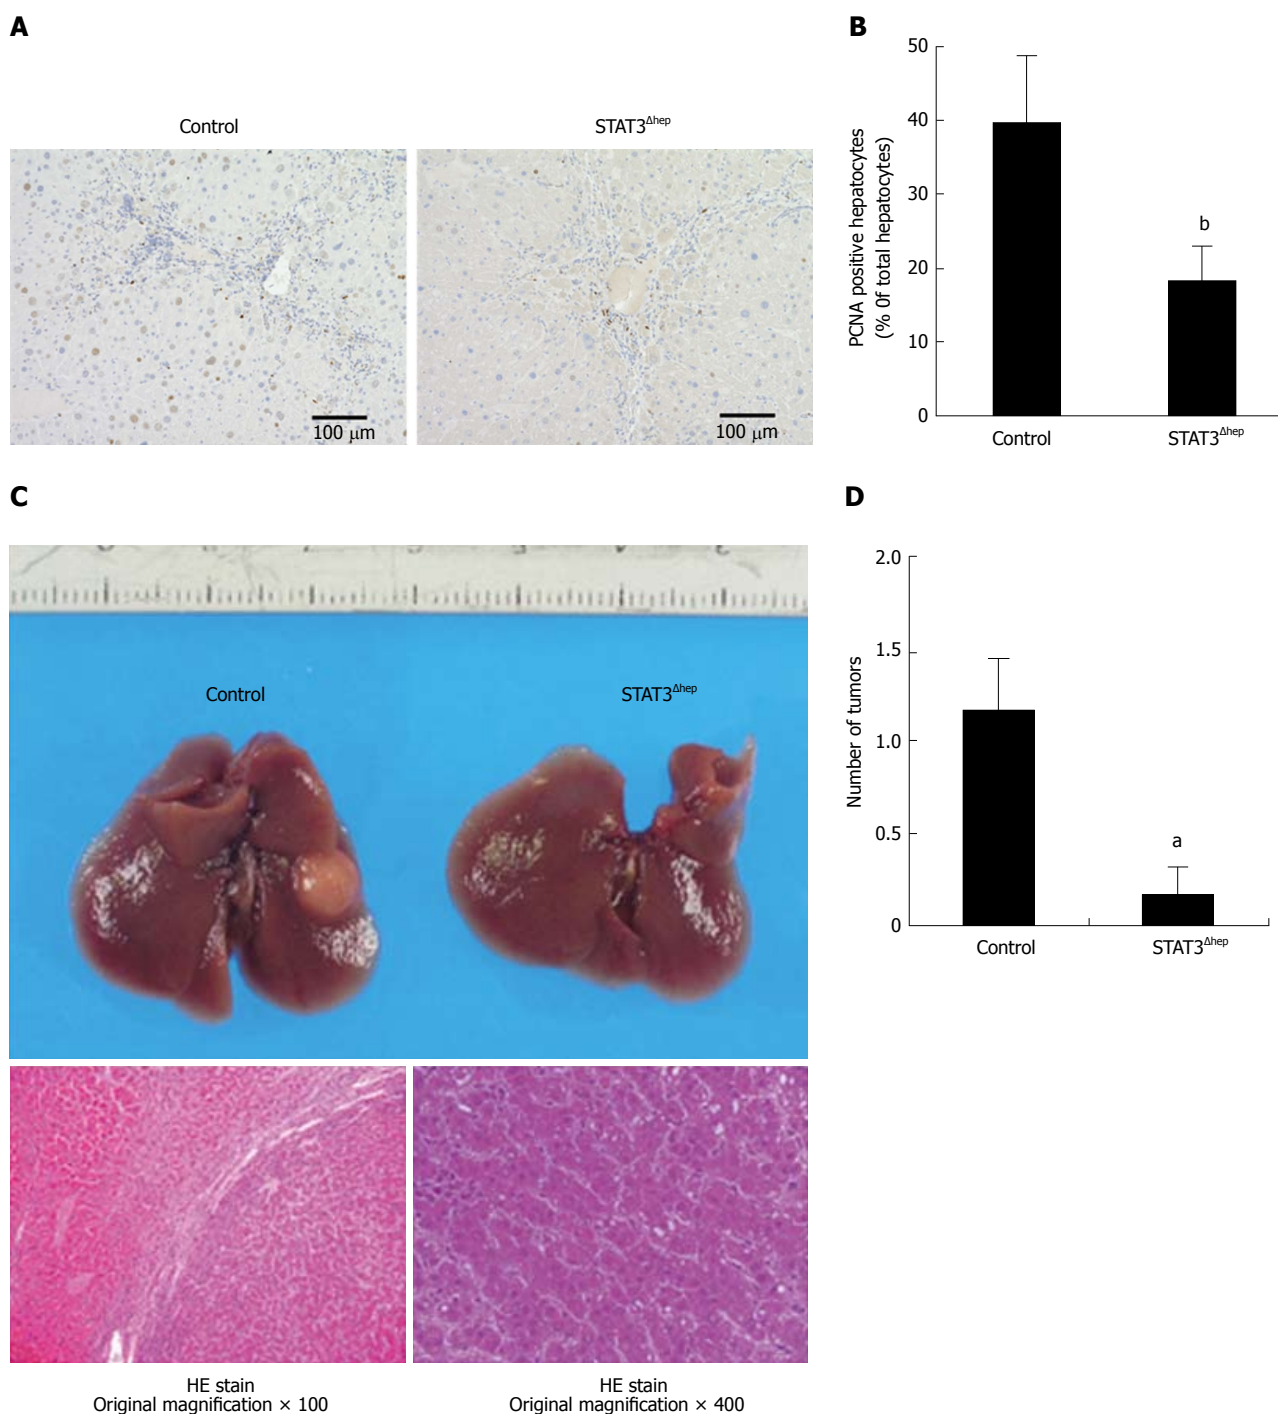 A
Control
STAT3Δhep
100 μm
100 μm
B
50
40
30
20
10
0
PCNA positive hepatocytes
(% 0f total hepatocytes)
b
Control
STAT3Δhep
C
Control
STAT3Δhep
HE stain
Original magnification × 100
HE stain
Original magnification × 400
D
2.0
1.5
1.0
0.5
0
Number of tumors
a
Control
STAT3Δhep